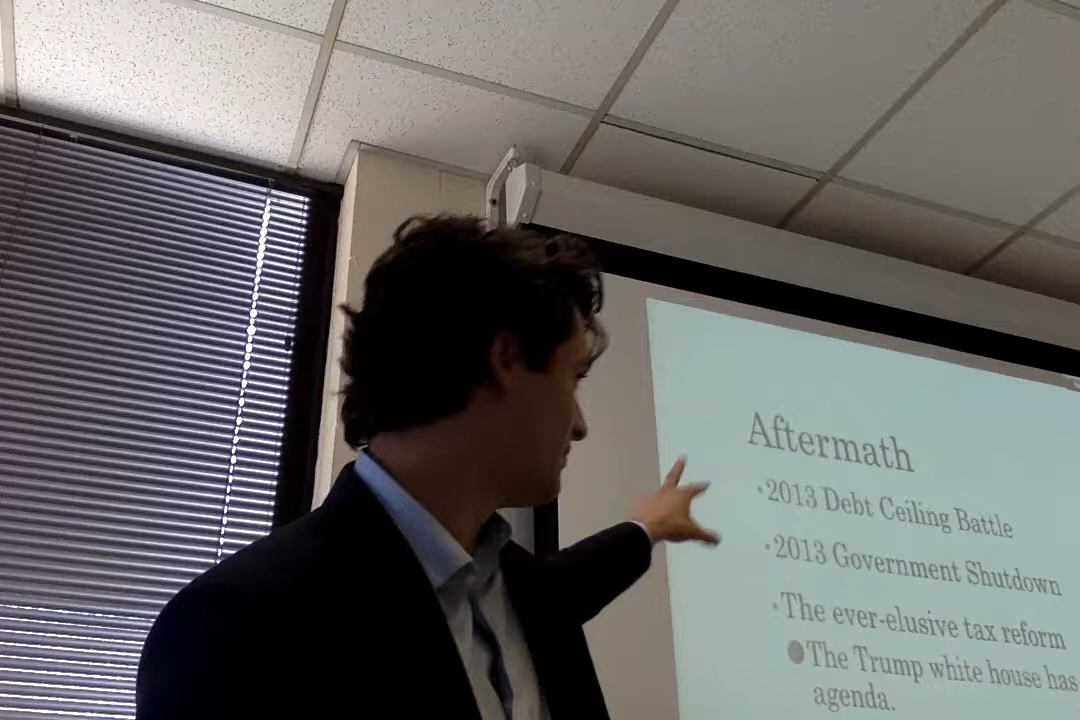 Aftermath
•2013 Debt Ceiling Battle
•2013 Government Shutdown
•The ever-elusive tax reform
●The Trump white house has
agenda.